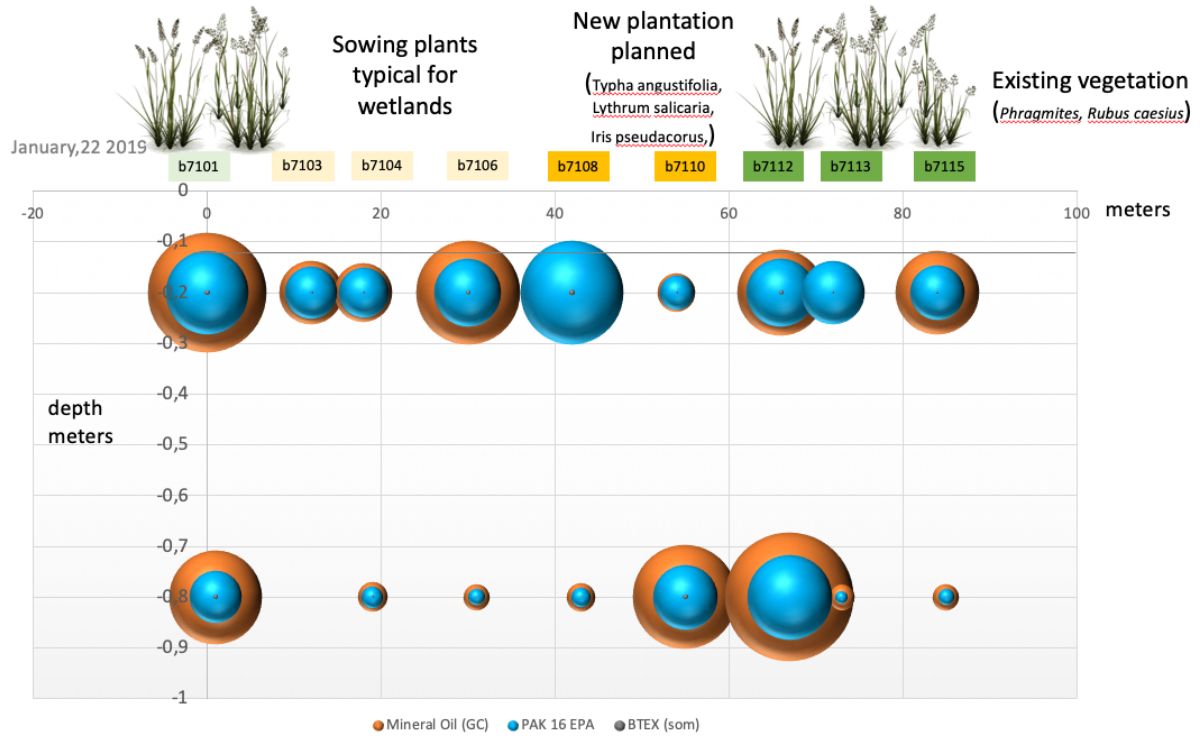 Sowing plants
typical for
wetlands
New plantation
planned
(Typha angustifolia,
Lythrum salicaria,
Iris pseudacorus,)
Existing vegetation
(Phragmites, Rubus caesius)
January,22 2019
b7101 b7103 b7104 b7106 b7108 b7110 b7112 b7113 b7115
0
-20 0 20 40 60 80 100 meters
-0,1
-0,2
-0,3
-0,4
depth
meters
-0,5
-0,6
-0,7
-0,8
-0,9
-1
Mineral Oil (GC) PAK 16 EPA BTEX (som)